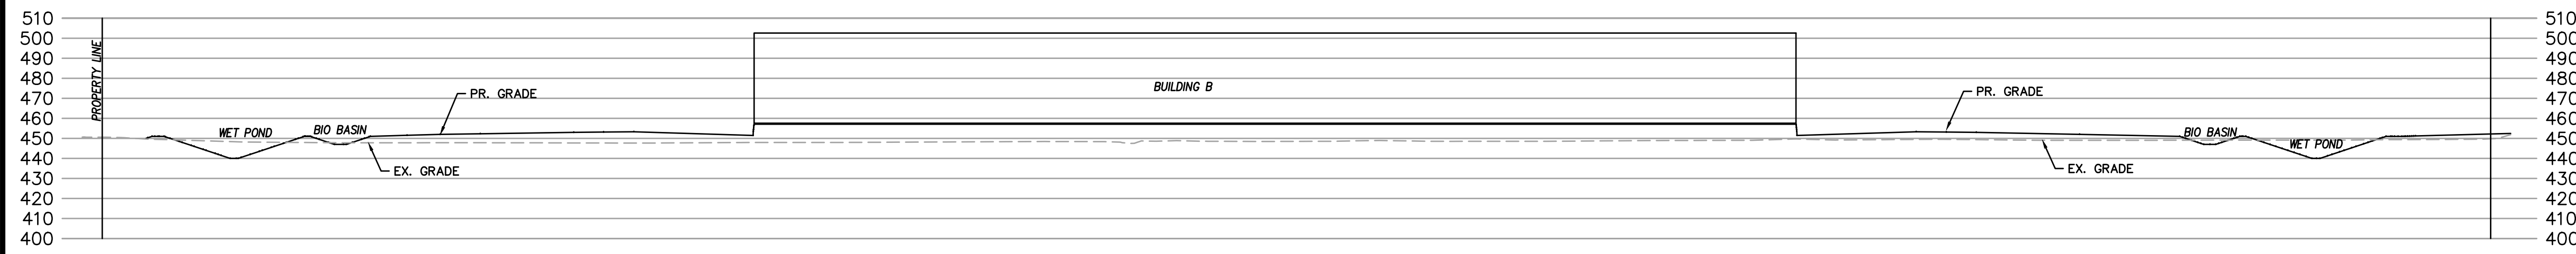 510
500
490
480
470
460
450
440
430
420
410
400
PROPERTY LINE
WET POND
BIO BASIN
PR. GRADE
EX. GRADE
BUILDING B
PR. GRADE
EX. GRADE
BIO BASIN
WET POND
510
500
490
480
470
460
450
440
430
420
410
400